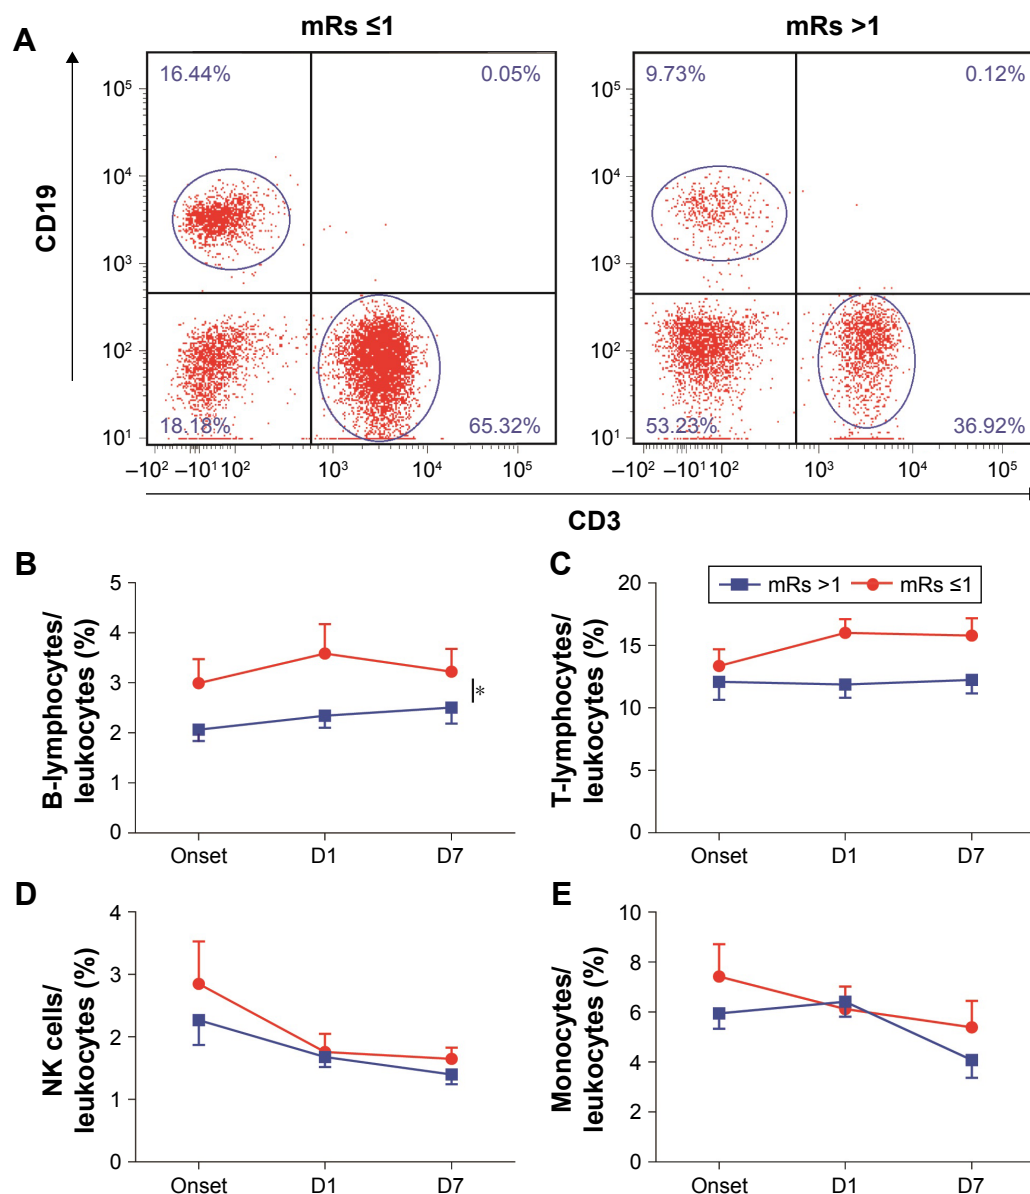 A
mRs ≤1
mRs >1
CD19
10⁵
10⁴
10³
10²
10¹
16.44%
0.05%
18.18%
65.32%
–10² –10¹ 10² 10³ 10⁴ 10⁵
10⁵
10⁴
10³
10²
10¹
9.73%
0.12%
53.23%
36.92%
–10² –10¹ 10² 10³ 10⁴ 10⁵
CD3
B
B-lymphocytes/
leukocytes (%)
5
4
3
2
1
0
*
Onset D1 D7
C
T-lymphocytes/
leukocytes (%)
20
15
10
5
0
mRs >1 mRs ≤1
Onset D1 D7
D
NK cells/
leukocytes (%)
4
3
2
1
0
Onset D1 D7
E
Monocytes/
leukocytes (%)
10
8
6
4
2
0
Onset D1 D7